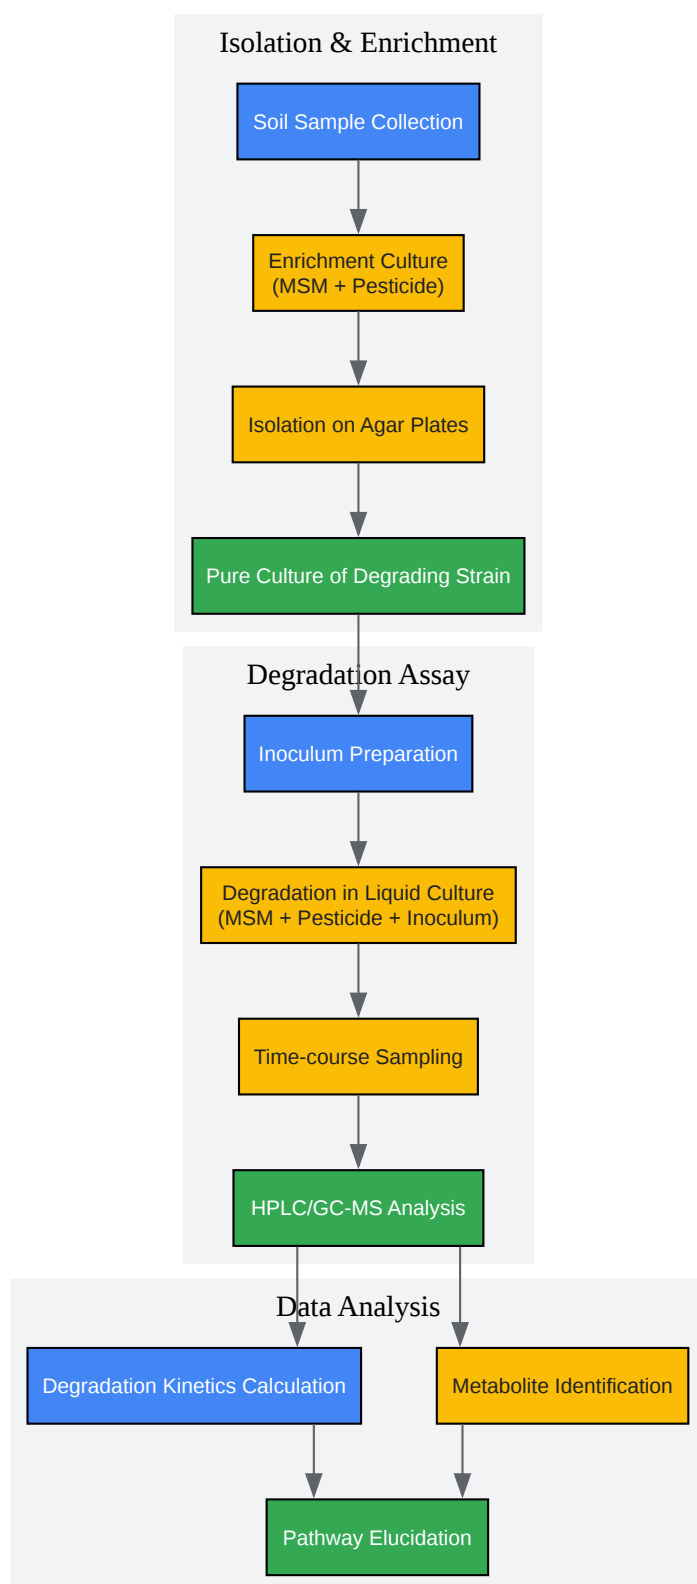 Isolation & Enrichment
Soil Sample Collection
Enrichment Culture
(MSM + Pesticide)
Isolation on Agar Plates
Pure Culture of Degrading Strain
Degradation Assay
Inoculum Preparation
Degradation in Liquid Culture
(MSM + Pesticide + Inoculum)
Time-course Sampling
HPLC/GC-MS Analysis
Data Analysis
Degradation Kinetics Calculation
Metabolite Identification
Pathway Elucidation